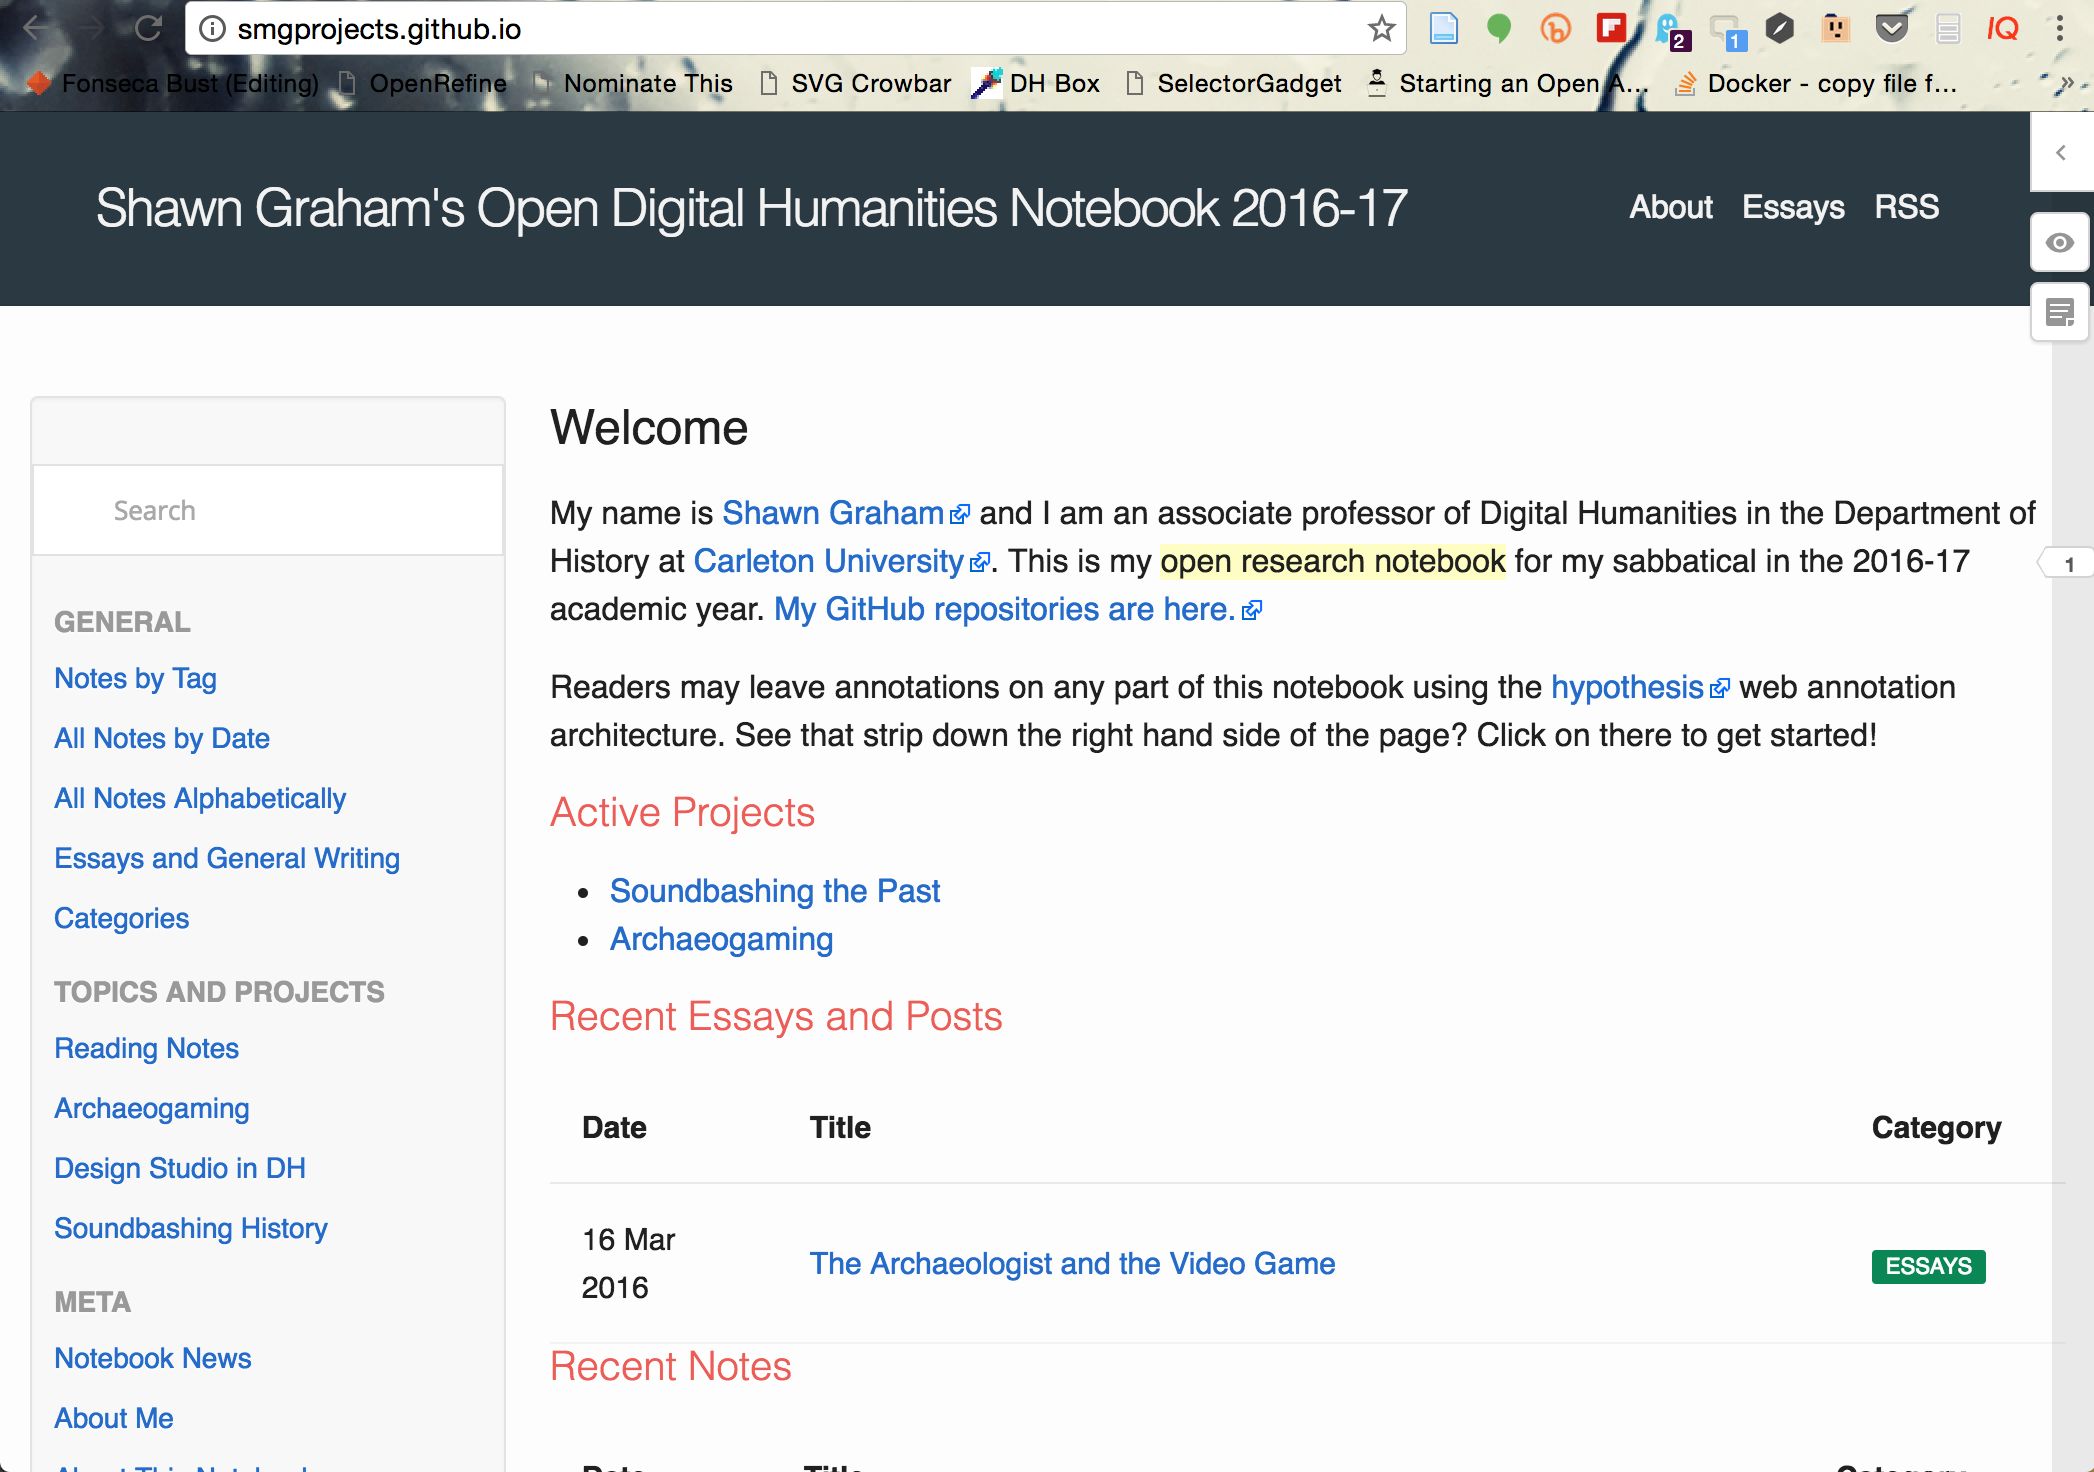 smgprojects.github.io
2
1
IQ
Fonseca Bust (Editing) OpenRefine Nominate This SVG Crowbar DH Box SelectorGadget Starting an Open A... Docker - copy file f...
Shawn Graham's Open Digital Humanities Notebook 2016-17
About Essays RSS
Search
GENERAL
Notes by Tag
All Notes by Date
All Notes Alphabetically
Essays and General Writing
Categories
TOPICS AND PROJECTS
Reading Notes
Archaeogaming
Design Studio in DH
Soundbashing History
META
Notebook News
About Me
About This Notebook
Welcome
My name is Shawn Graham and I am an associate professor of Digital Humanities in the Department of
History at Carleton University. This is my open research notebook for my sabbatical in the 2016-17
academic year. My GitHub repositories are here.
1
Readers may leave annotations on any part of this notebook using the hypothesis web annotation
architecture. See that strip down the right hand side of the page? Click on there to get started!
Active Projects
Soundbashing the Past
Archaeogaming
Recent Essays and Posts
Date Title Category
16 Mar
2016
The Archaeologist and the Video Game
ESSAYS
Recent Notes
Date Title Category